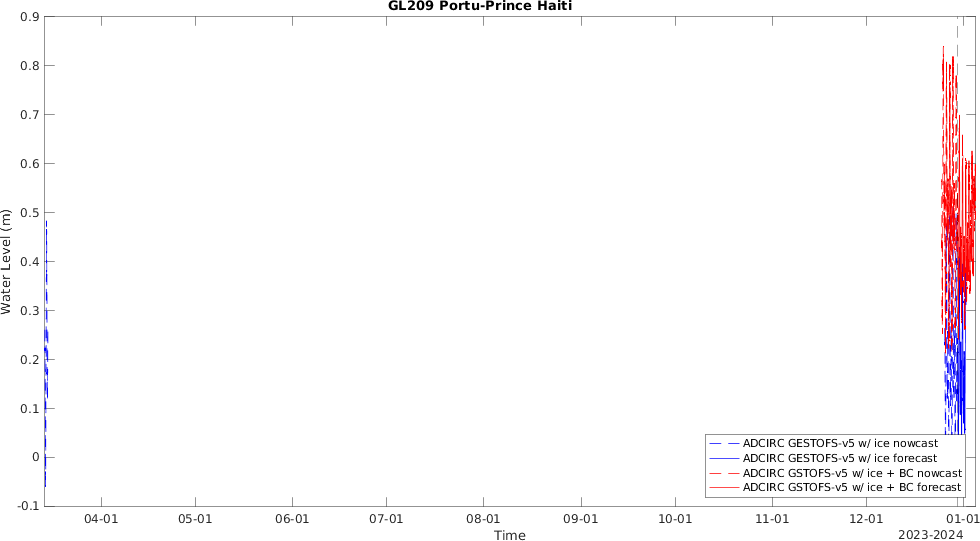 GL209 Portu-Prince Haiti
0.9
0.8
0.7
0.6
0.5
0.4
0.3
0.2
0.1
0
-0.1
Water Level (m)
ADCIRC GESTOFS-v5 w/ ice nowcast
ADCIRC GESTOFS-v5 w/ ice forecast
ADCIRC GSTOFS-v5 w/ ice + BC nowcast
ADCIRC GSTOFS-v5 w/ ice + BC forecast
04-01 05-01 06-01 07-01 08-01 09-01 10-01 11-01 12-01 01-01
Time
2023-2024